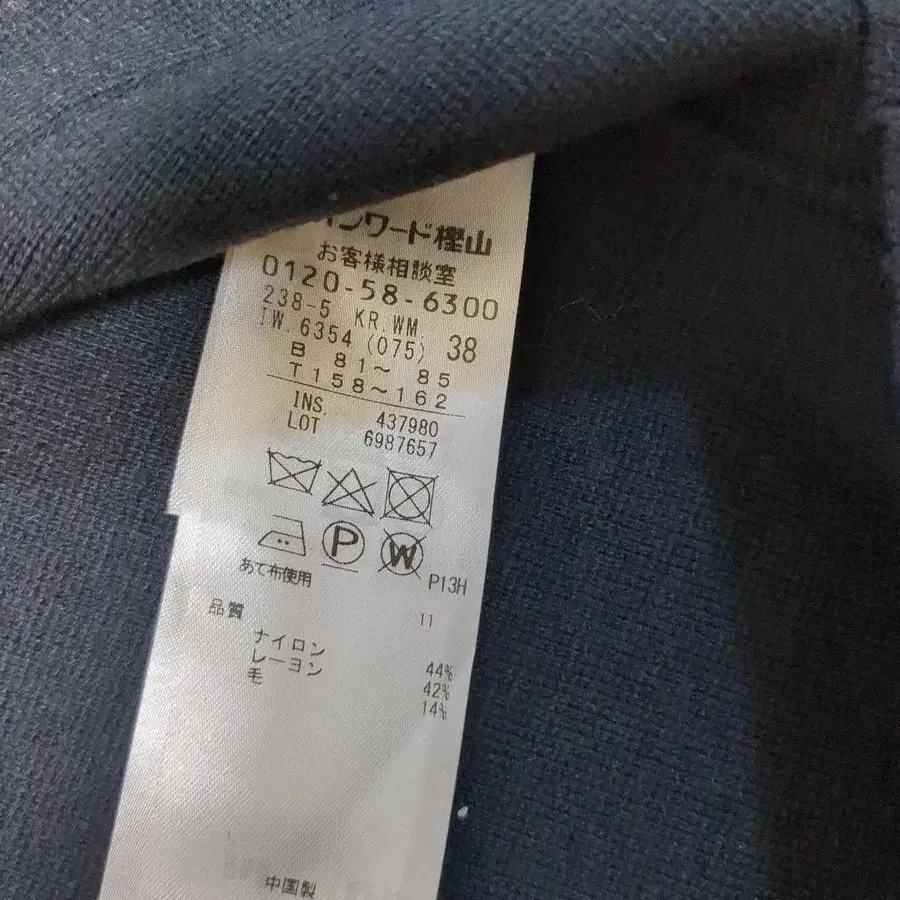 ンワード樫山
お客様相談室
0120-58-6300
238-5 KR.WM.
IW.6354 (075) 38
B 81～ 85
T158～162
INS. 437980
LOT 6987657
P W
あて布使用 P13H
品質 11
ナイロン 44%
レーヨン 42%
毛 14%
中国製